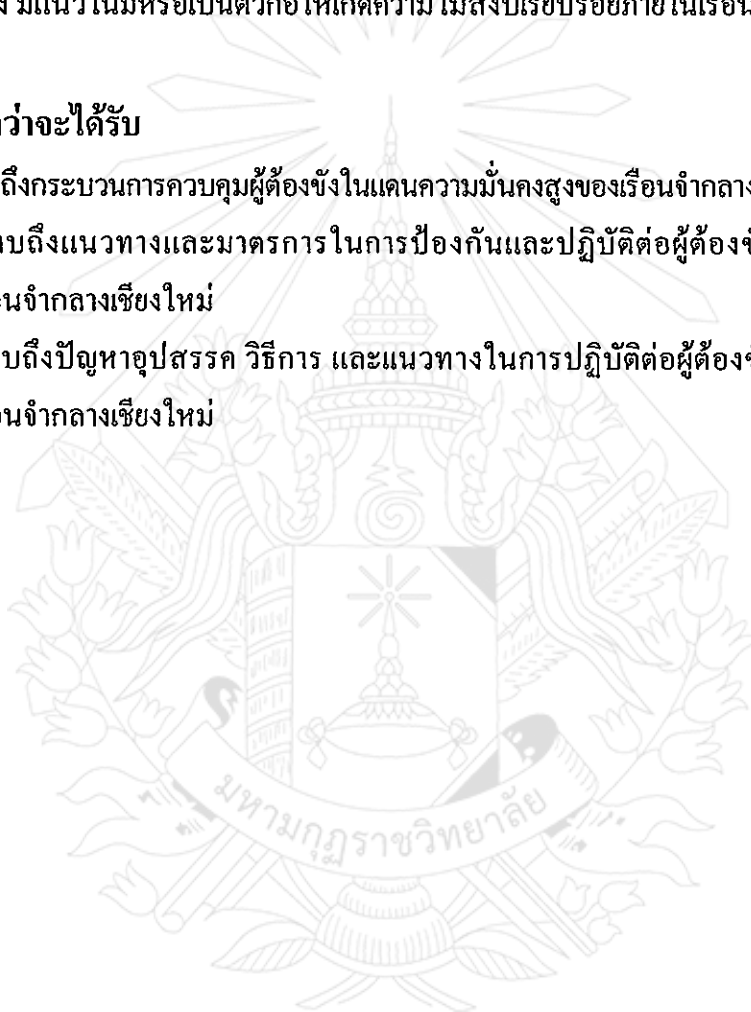 มีแนวโน้มหรือเป็นตัวก่อให้เกิดความไม่สงบเรียบร้อยภายในเรือน
ว่าจะได้รับ
ถึงกระบวนการควบคุมผู้ต้องขังในแดนความมั่นคงสูงของเรือนจำกลาง
บถึงแนวทางและมาตรการในการป้องกันและปฏิบัติต่อผู้ต้องขั
นจำกลางเชียงใหม่
บถึงปัญหาอุปสรรค วิธีการ และแนวทางในการปฏิบัติต่อผู้ต้องขั
อนจำกลางเชียงใหม่
มหามกุฏราชวิทยาลัย